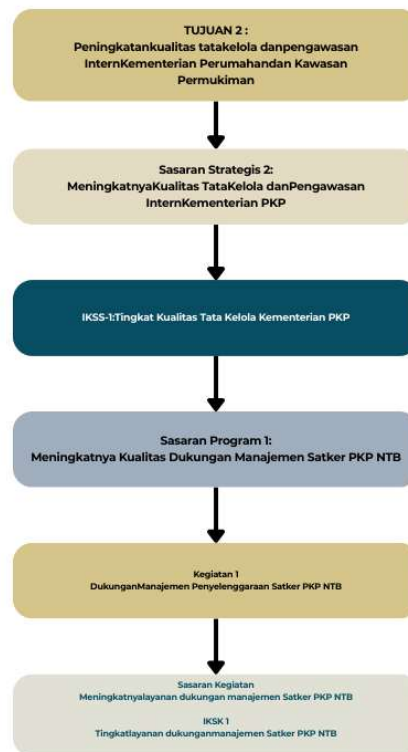 TUJUAN 2 :
Peningkatankualitas tatakelola danpengawasan
InternKementerian Perumahandan Kawasan
Permukiman
Sasaran Strategis 2:
MeningkatnyaKualitas TataKelola danPengawasan
InternKementerian PKP
IKSS-1:Tingkat Kualitas Tata Kelola Kementerian PKP
Sasaran Program 1:
Meningkatnya Kualitas Dukungan Manajemen Satker PKP NTB
Kegiatan 1
DukunganManajemen Penyelenggaraan Satker PKP NTB
Sasaran Kegiatan
Meningkatnyalayanan dukungan manajemen Satker PKP NTB
IKSK 1
Tingkatlayanan dukunganmanajemen Satker PKP NTB